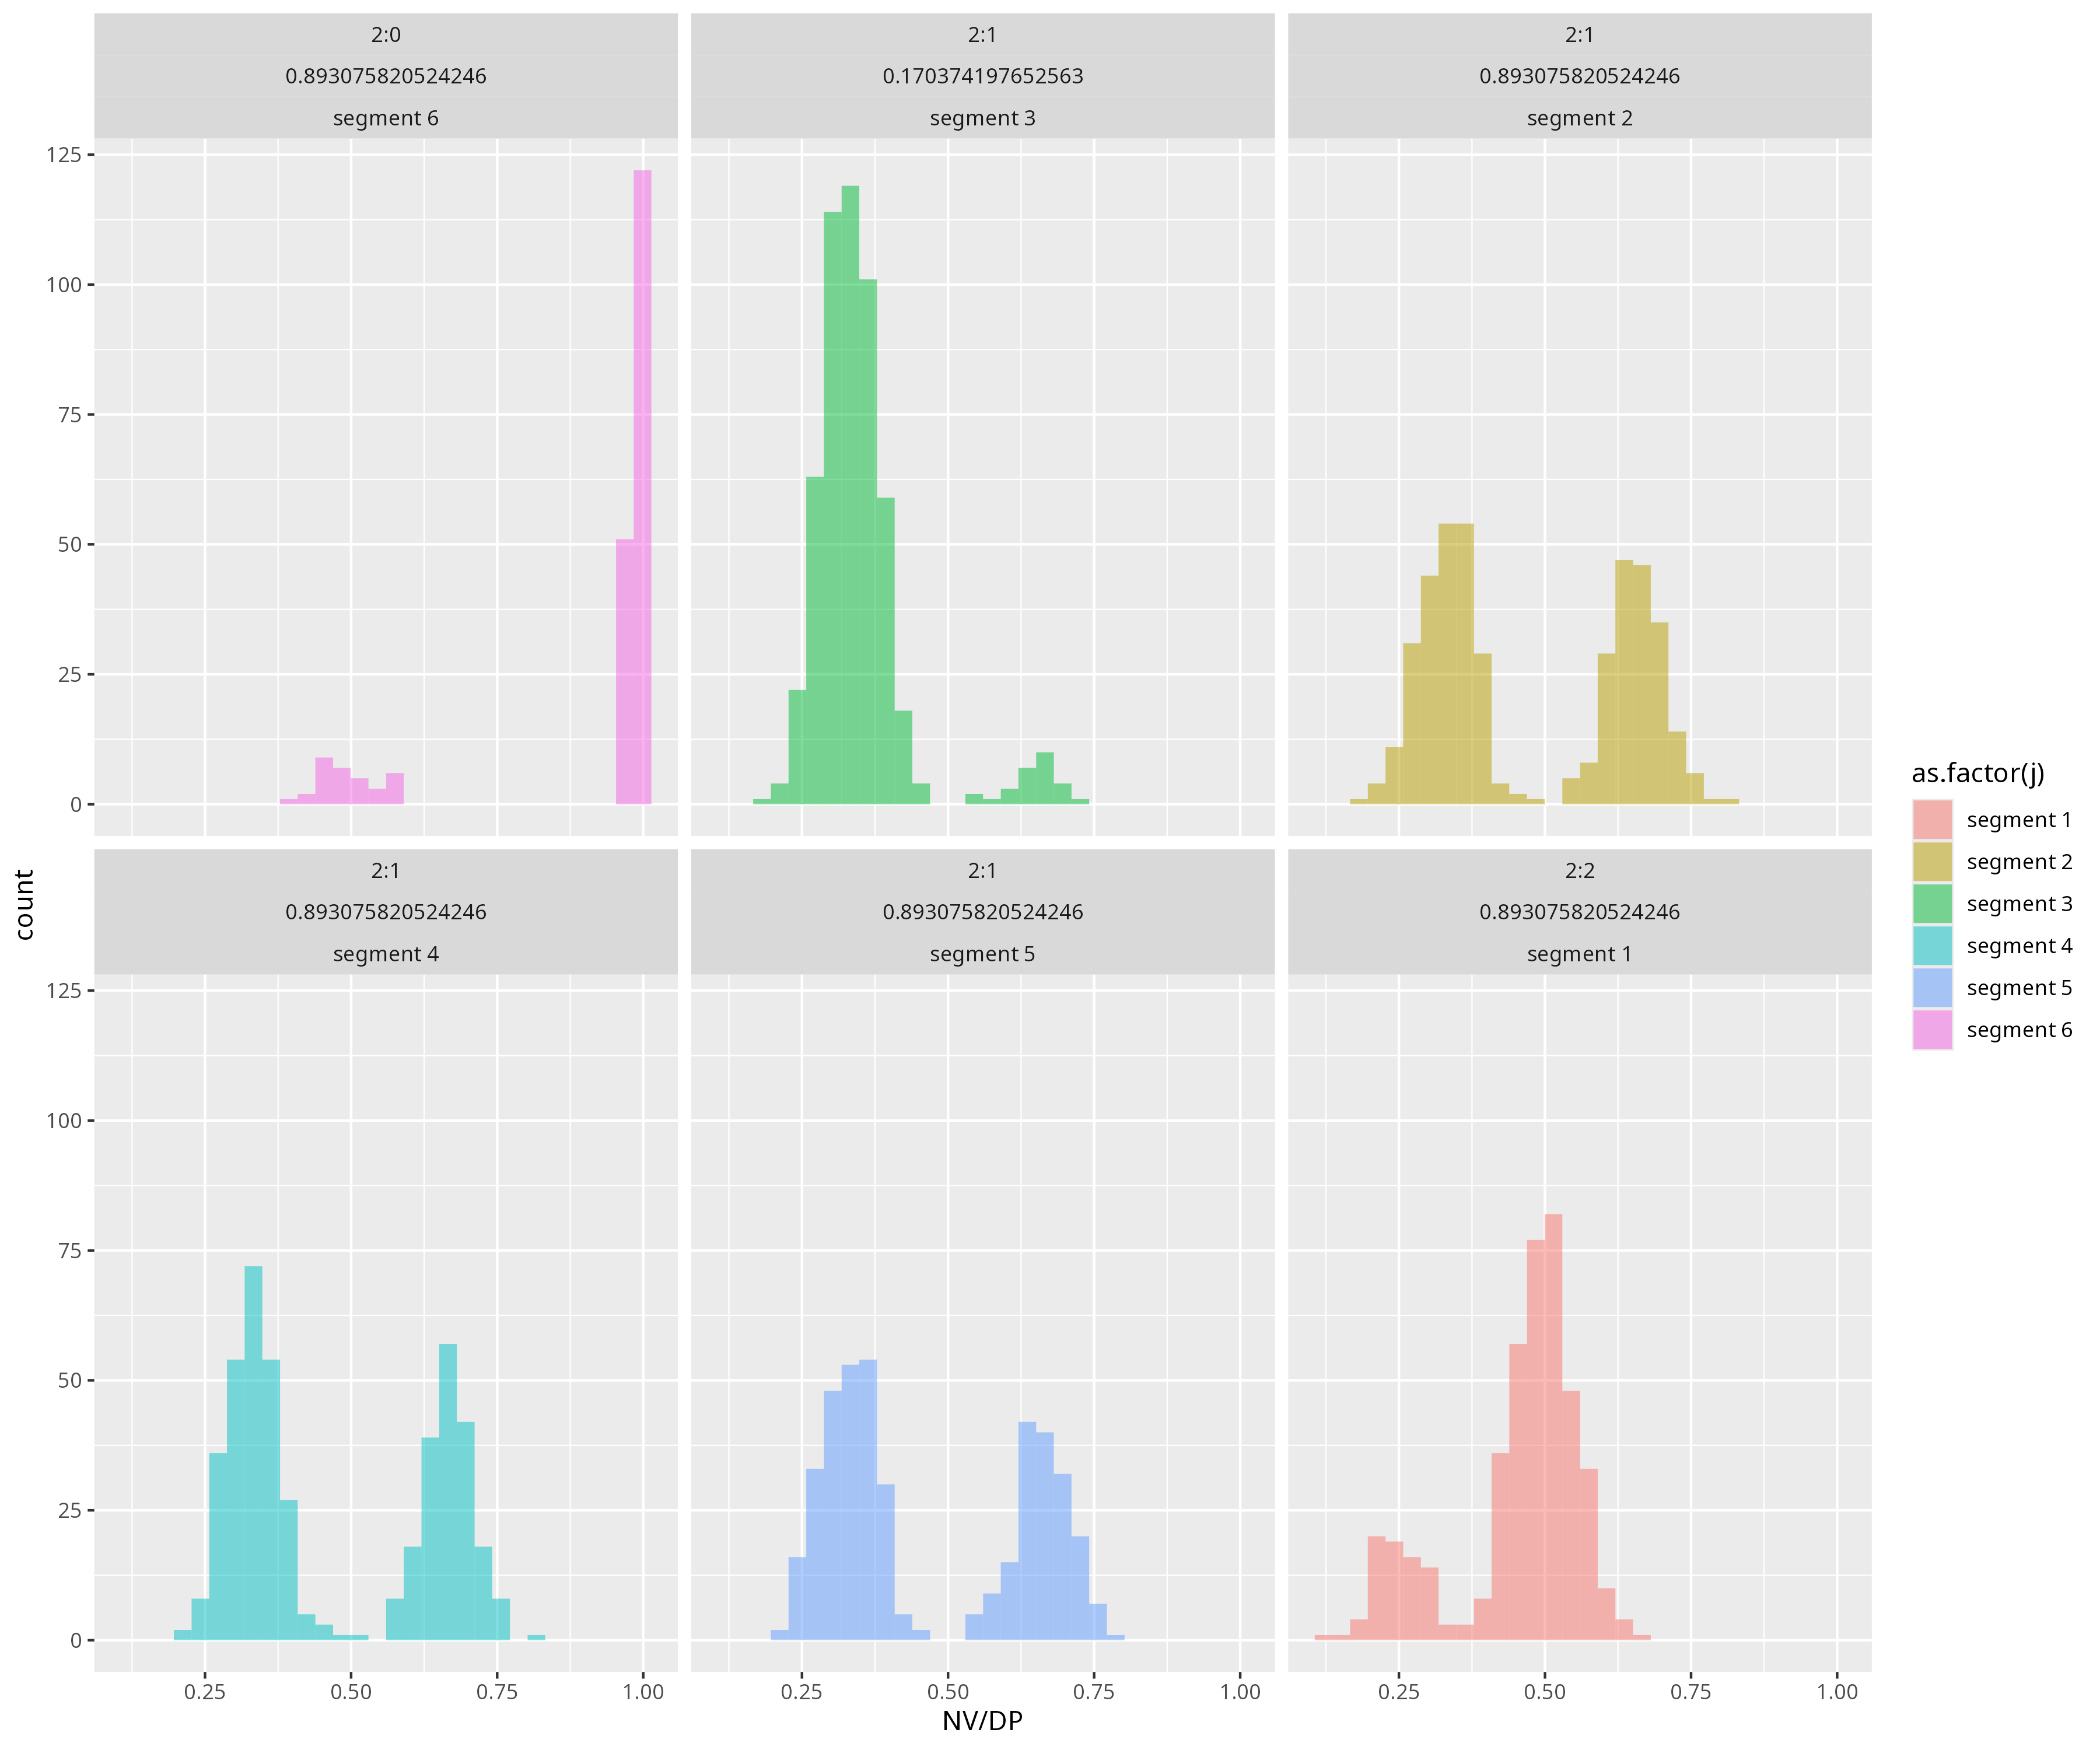 2:0
0.893075820524246
segment 6
2:1
0.170374197652563
segment 3
2:1
0.893075820524246
segment 2
125
100
75
50
25
0
2:1
0.893075820524246
segment 4
2:1
0.893075820524246
segment 5
2:2
0.893075820524246
segment 1
125
100
75
50
25
0
0.25 0.50 0.75 1.00
0.25 0.50 0.75 1.00
0.25 0.50 0.75 1.00
NV/DP
count
as.factor(j)
segment 1
segment 2
segment 3
segment 4
segment 5
segment 6